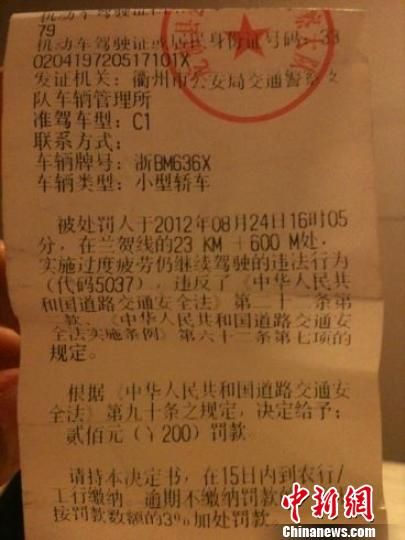 79
机动车驾驶证或居民身份证号码：33
020419720517101X
发证机关：衢州市公安局交通警察支
队车辆管理所
准驾车型：C1
联系方式：
车辆牌号：浙BM636X
车辆类型：小型轿车
被处罚人于2012年08月24日16时05
分，在兰贺线的23 KM +600 M处，
实施过度疲劳仍继续驾驶的违法行为
(代码5037)，违反了《中华人民共
和国道路交通安全法》第二十二条第
二款、《中华人民共和国道路交通安
全法实施条例》第六十二条第七项的
规定。
根据《中华人民共和国道路交通安
全法》第九十条之规定，决定给予：
贰佰元(￥200)罚款。
请持本决定书，在15日内到农行/
工行缴纳。逾期不缴纳罚款的
按罚款数额的3%加处罚款
中新网
Chinanews.com